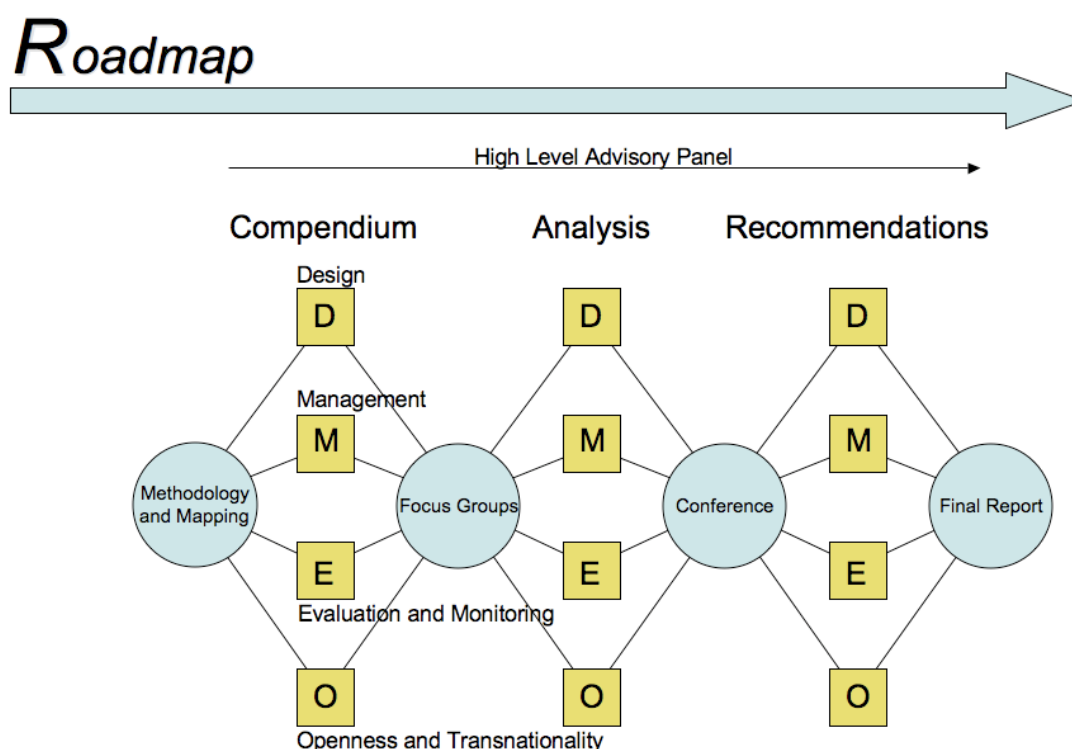 Roadmap
High Level Advisory Panel
Compendium Analysis Recommendations
Design
D D D
Management
M M M
Methodology
and Mapping
Focus Groups
Conference
Final Report
E E E
Evaluation and Monitoring
O O O
Openness and Transnationality